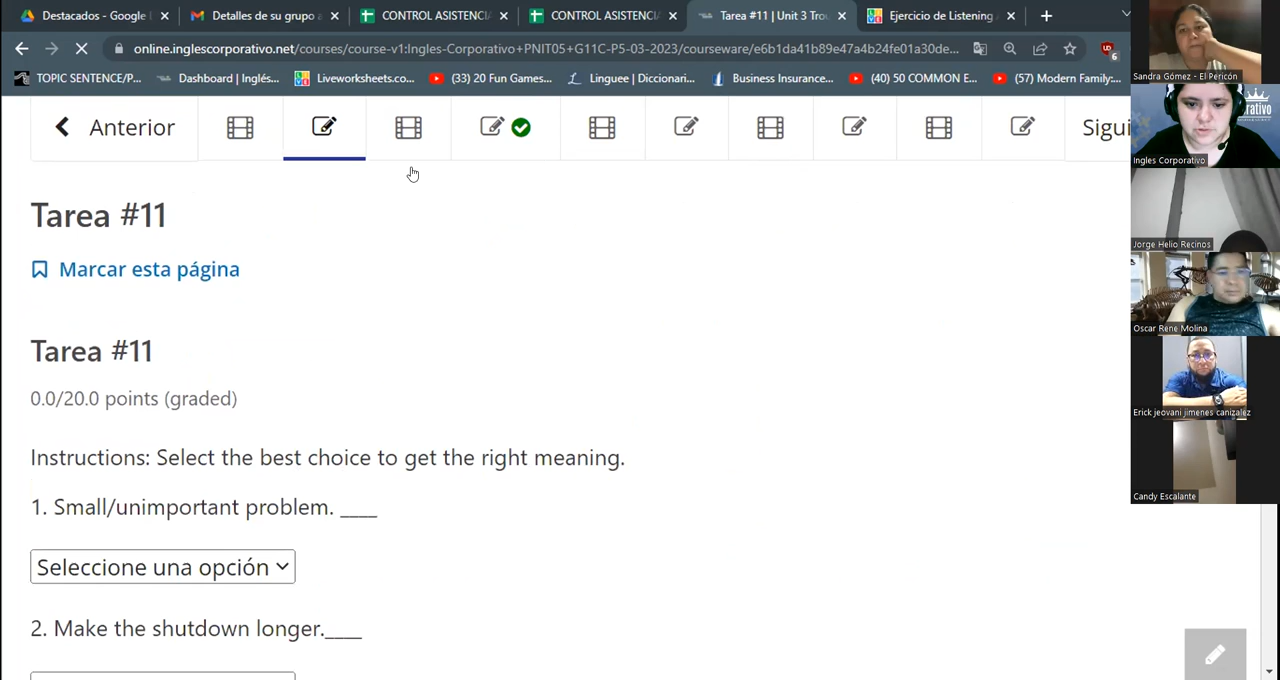 Destacados - Google
Detalles de su grupo a
CONTROL ASISTENCI
CONTROL ASISTENCI
Tarea #11 | Unit 3 Trou
Ejercicio de Listening
online.inglescorporativo.net/courses/course-v1:Ingles-Corporativo+PNIT05+G11C-P5-03-2023/courseware/e6b1da41b89e47a4b24fe01a30de...
6
TOPIC SENTENCE/P...
Dashboard | Inglés...
Liveworksheets.co...
(33) 20 Fun Games...
Linguee | Diccionari...
Business Insurance...
(40) 50 COMMON E...
(57) Modern Family:...
Anterior
Sigui
Tarea #11
Marcar esta página
Tarea #11
0.0/20.0 points (graded)
Instructions: Select the best choice to get the right meaning.
1. Small/unimportant problem. ____
Seleccione una opción
2. Make the shutdown longer.____
Sandra Gómez - El Pericón
rativo
Ingles Corporativo
Jorge Helio Recinos
Oscar Rene Molina
Erick jeovani jimenes canizalez
Candy Escalante